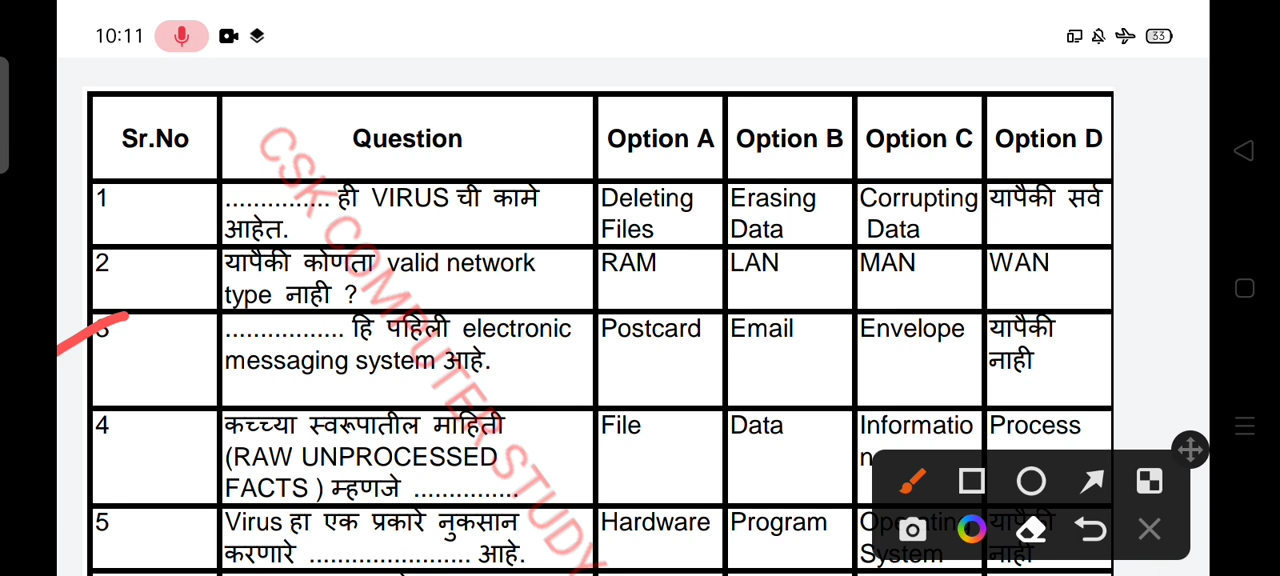 10:11
33
Sr.No Question Option A Option B Option C Option D
1 ............... ही VIRUS ची कामे Deleting Erasing Corrupting यापैकी सर्व
आहेत. Files Data Data
2 यापैकी कोणता valid network RAM LAN MAN WAN
type नाही ?
3 ................. हि पहिली electronic Postcard Email Envelope यापैकी
messaging system आहे. नाही
4 कच्च्या स्वरूपातील माहिती File Data Informatio Process
(RAW UNPROCESSED n
FACTS ) म्हणजे ...............
5 Virus हा एक प्रकारे नुकसान Hardware Program Operating यापैकी
करणारे ....................... आहे. System नाही
CSK COMPUTER STUDY